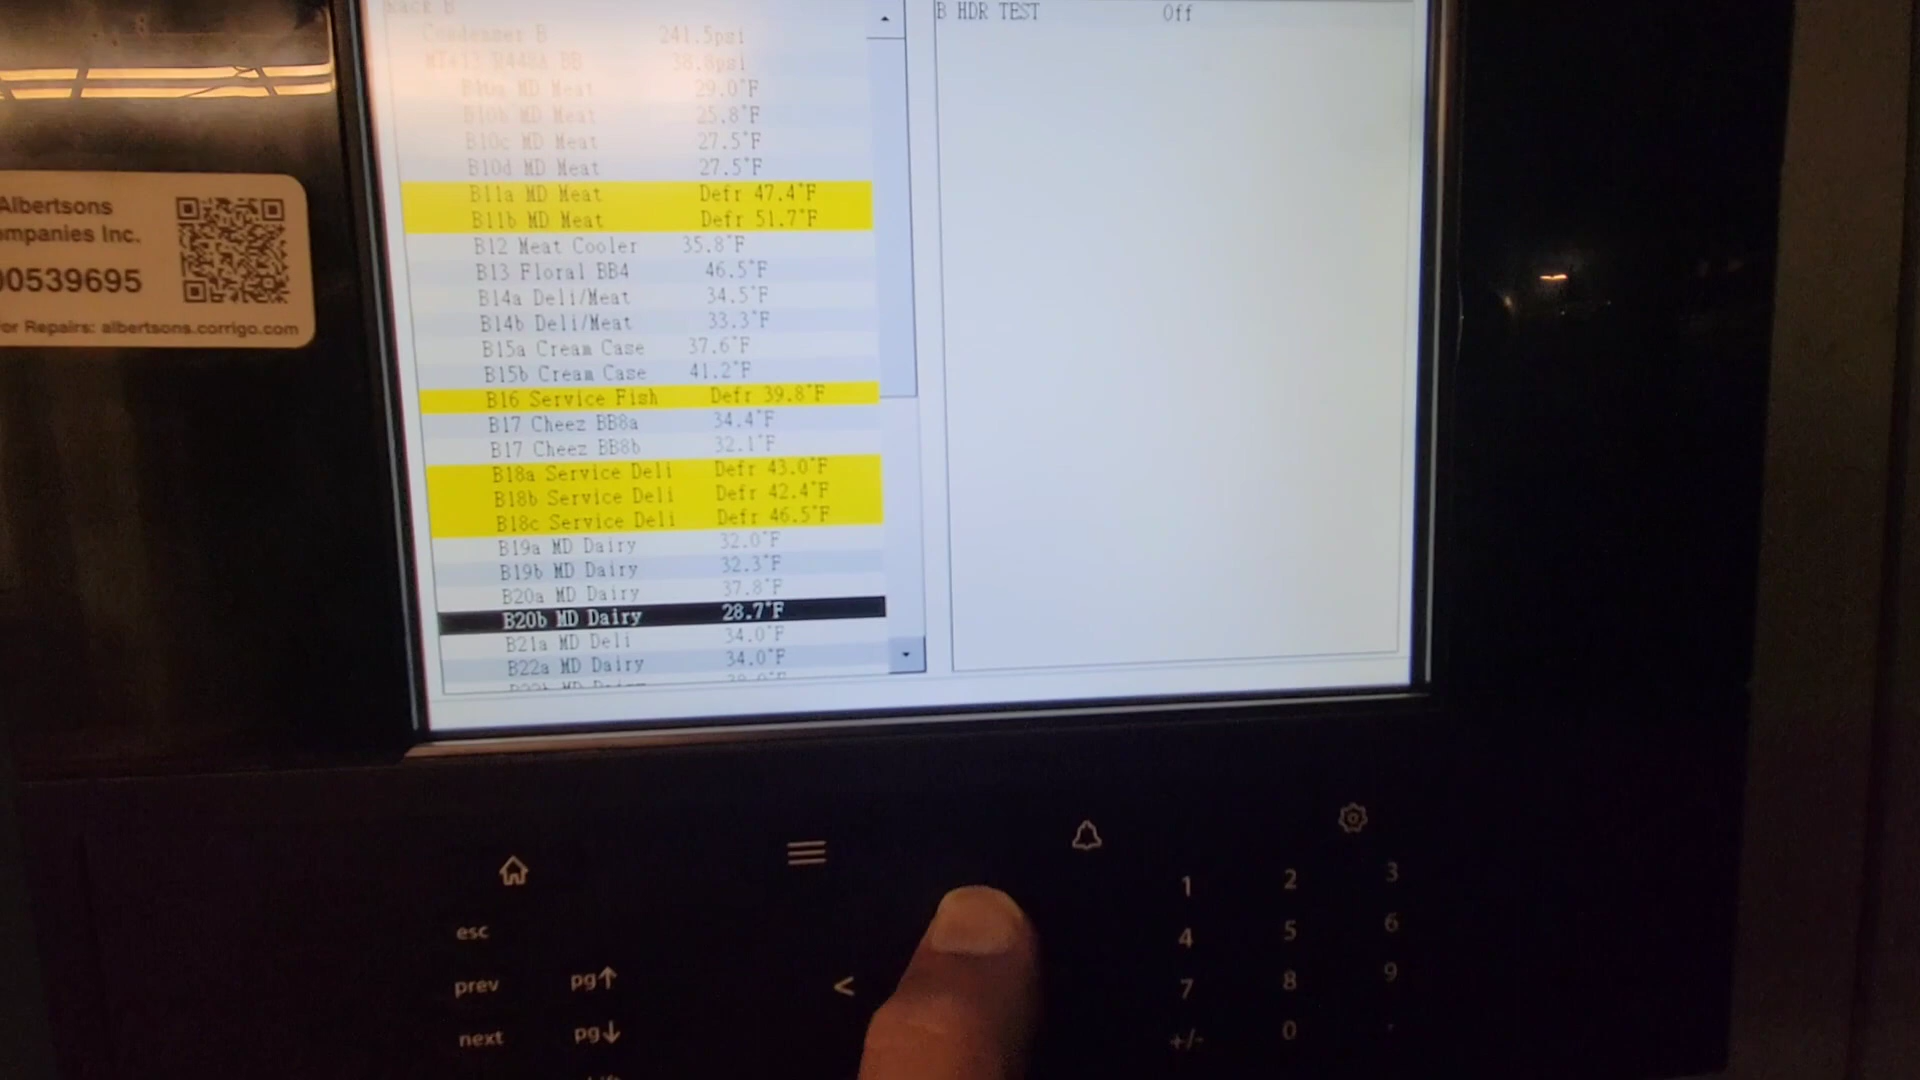 Rack B
Condenser B 241.5psi
MT+13 R448A BB 38.8psi
B10a MD Meat 29.0°F
B10b MD Meat 25.8°F
B10c MD Meat 27.5°F
B10d MD Meat 27.5°F
B11a MD Meat Defr 47.4°F
B11b MD Meat Defr 51.7°F
B12 Meat Cooler 35.8°F
B13 Floral BB4 46.5°F
B14a Deli/Meat 34.5°F
B14b Deli/Meat 33.3°F
B15a Cream Case 37.6°F
B15b Cream Case 41.2°F
B16 Service Fish Defr 39.8°F
B17 Cheez BB8a 34.4°F
B17 Cheez BB8b 32.1°F
B18a Service Deli Defr 43.0°F
B18b Service Deli Defr 42.4°F
B18c Service Deli Defr 46.5°F
B19a MD Dairy 32.0°F
B19b MD Dairy 32.3°F
B20a MD Dairy 37.8°F
B20b MD Dairy 28.7°F
B21a MD Deli 34.0°F
B22a MD Dairy 34.0°F
B HDR TEST Off
Albertsons
ompanies Inc.
00539695
or Repairs: albertsons.corrigo.com
esc
prev pg↑
next pg↓
<
1 2 3
4 5 6
7 8 9
+/- 0 .